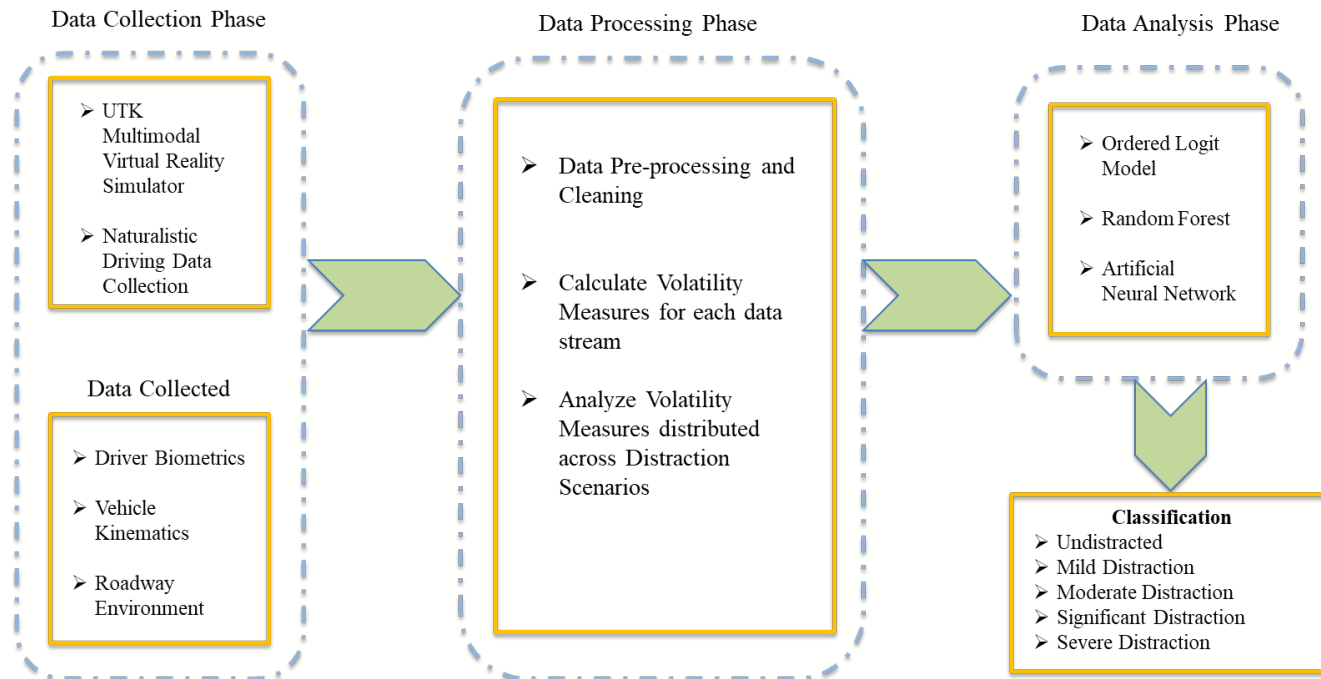 Data Collection Phase
➢ UTK
Multimodal
Virtual Reality
Simulator
➢ Naturalistic
Driving Data
Collection
Data Collected
➢ Driver Biometrics
➢ Vehicle
Kinematics
➢ Roadway
Environment
Data Processing Phase
➢ Data Pre-processing and
Cleaning
➢ Calculate Volatility
Measures for each data
stream
➢ Analyze Volatility
Measures distributed
across Distraction
Scenarios
Data Analysis Phase
➢ Ordered Logit
Model
➢ Random Forest
➢ Artificial
Neural Network
Classification
➢ Undistracted
➢ Mild Distraction
➢ Moderate Distraction
➢ Significant Distraction
➢ Severe Distraction